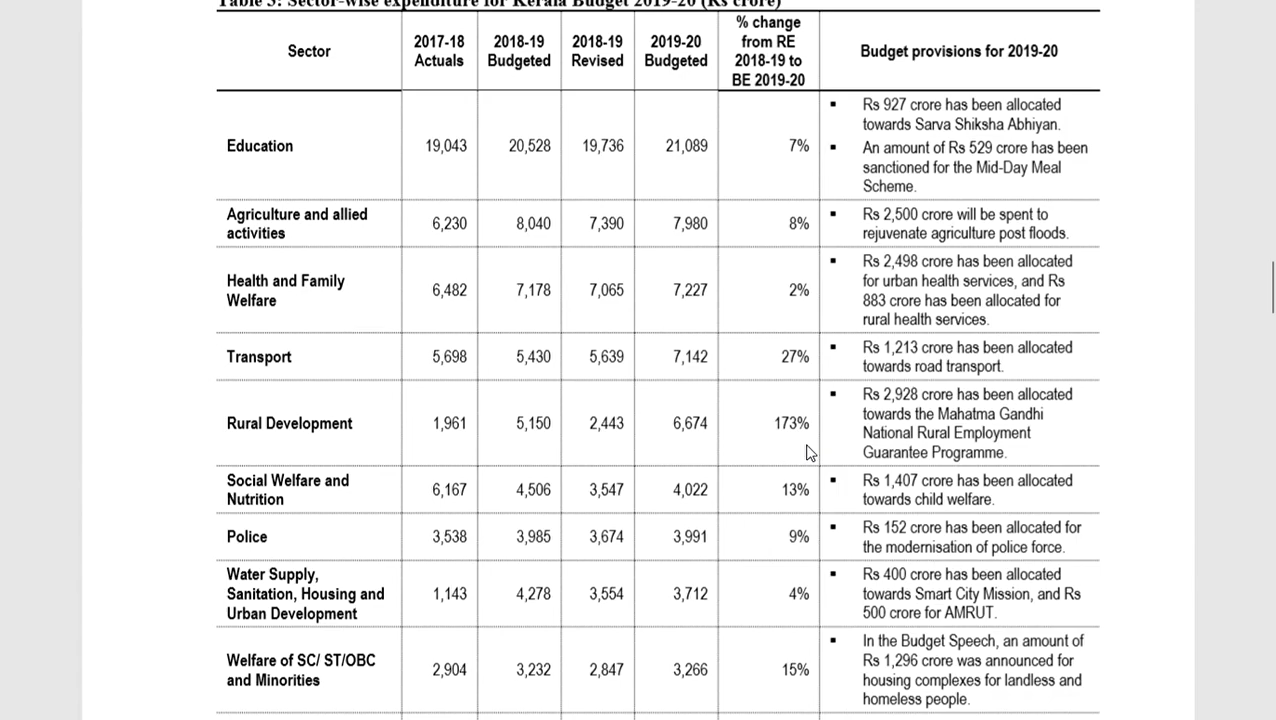 Table 3: Sector-wise expenditure for Kerala Budget 2019-20 (Rs crore)
Sector
2017-18
Actuals
2018-19
Budgeted
2018-19
Revised
2019-20
Budgeted
% change
from RE
2018-19 to
BE 2019-20
Budget provisions for 2019-20
Education
19,043
20,528
19,736
21,089
7%
▪ Rs 927 crore has been allocated
towards Sarva Shiksha Abhiyan.
▪ An amount of Rs 529 crore has been
sanctioned for the Mid-Day Meal
Scheme.
Agriculture and allied
activities
6,230
8,040
7,390
7,980
8%
▪ Rs 2,500 crore will be spent to
rejuvenate agriculture post floods.
Health and Family
Welfare
6,482
7,178
7,065
7,227
2%
▪ Rs 2,498 crore has been allocated
for urban health services, and Rs
883 crore has been allocated for
rural health services.
Transport
5,698
5,430
5,639
7,142
27%
▪ Rs 1,213 crore has been allocated
towards road transport.
Rural Development
1,961
5,150
2,443
6,674
173%
▪ Rs 2,928 crore has been allocated
towards the Mahatma Gandhi
National Rural Employment
Guarantee Programme.
Social Welfare and
Nutrition
6,167
4,506
3,547
4,022
13%
▪ Rs 1,407 crore has been allocated
towards child welfare.
Police
3,538
3,985
3,674
3,991
9%
▪ Rs 152 crore has been allocated for
the modernisation of police force.
Water Supply,
Sanitation, Housing and
Urban Development
1,143
4,278
3,554
3,712
4%
▪ Rs 400 crore has been allocated
towards Smart City Mission, and Rs
500 crore for AMRUT.
Welfare of SC/ ST/OBC
and Minorities
2,904
3,232
2,847
3,266
15%
▪ In the Budget Speech, an amount of
Rs 1,296 crore was announced for
housing complexes for landless and
homeless people.